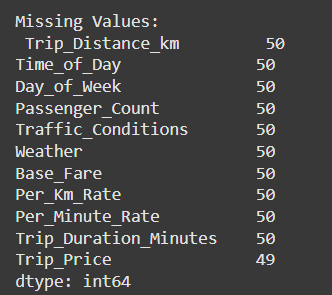 Missing Values:
 Trip_Distance_km         50
Time_of_Day              50
Day_of_Week              50
Passenger_Count          50
Traffic_Conditions       50
Weather                  50
Base_Fare                50
Per_Km_Rate              50
Per_Minute_Rate          50
Trip_Duration_Minutes    50
Trip_Price               49
dtype: int64